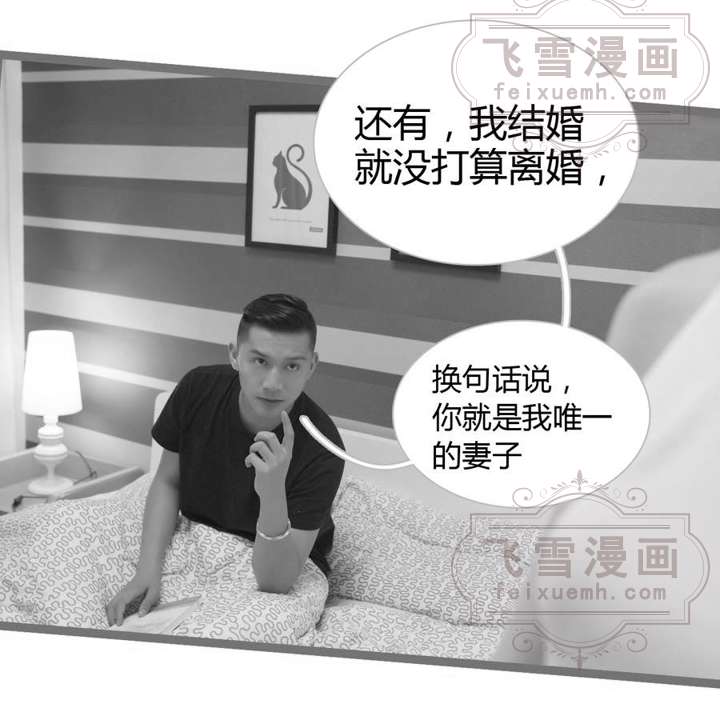 飞雪漫画
feixuemh.com
还有，我结婚
就没打算离婚，
换句话说，
你就是我唯一
的妻子
飞雪漫画
feixuemh.com